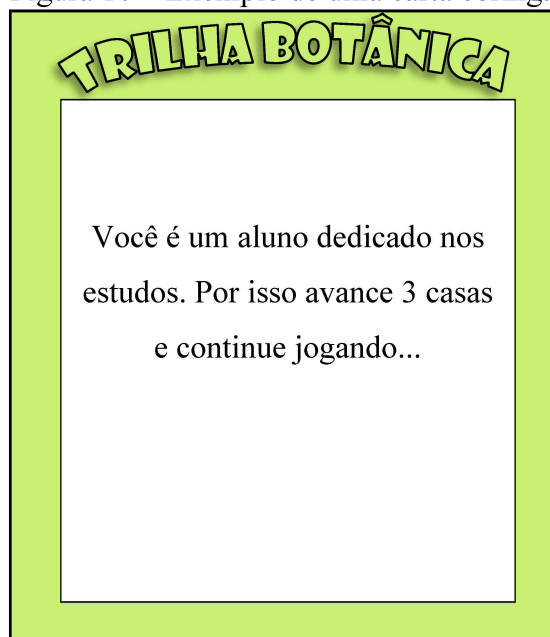 TRILHA BOTÂNICA
Você é um aluno dedicado nos
estudos. Por isso avance 3 casas
e continue jogando...